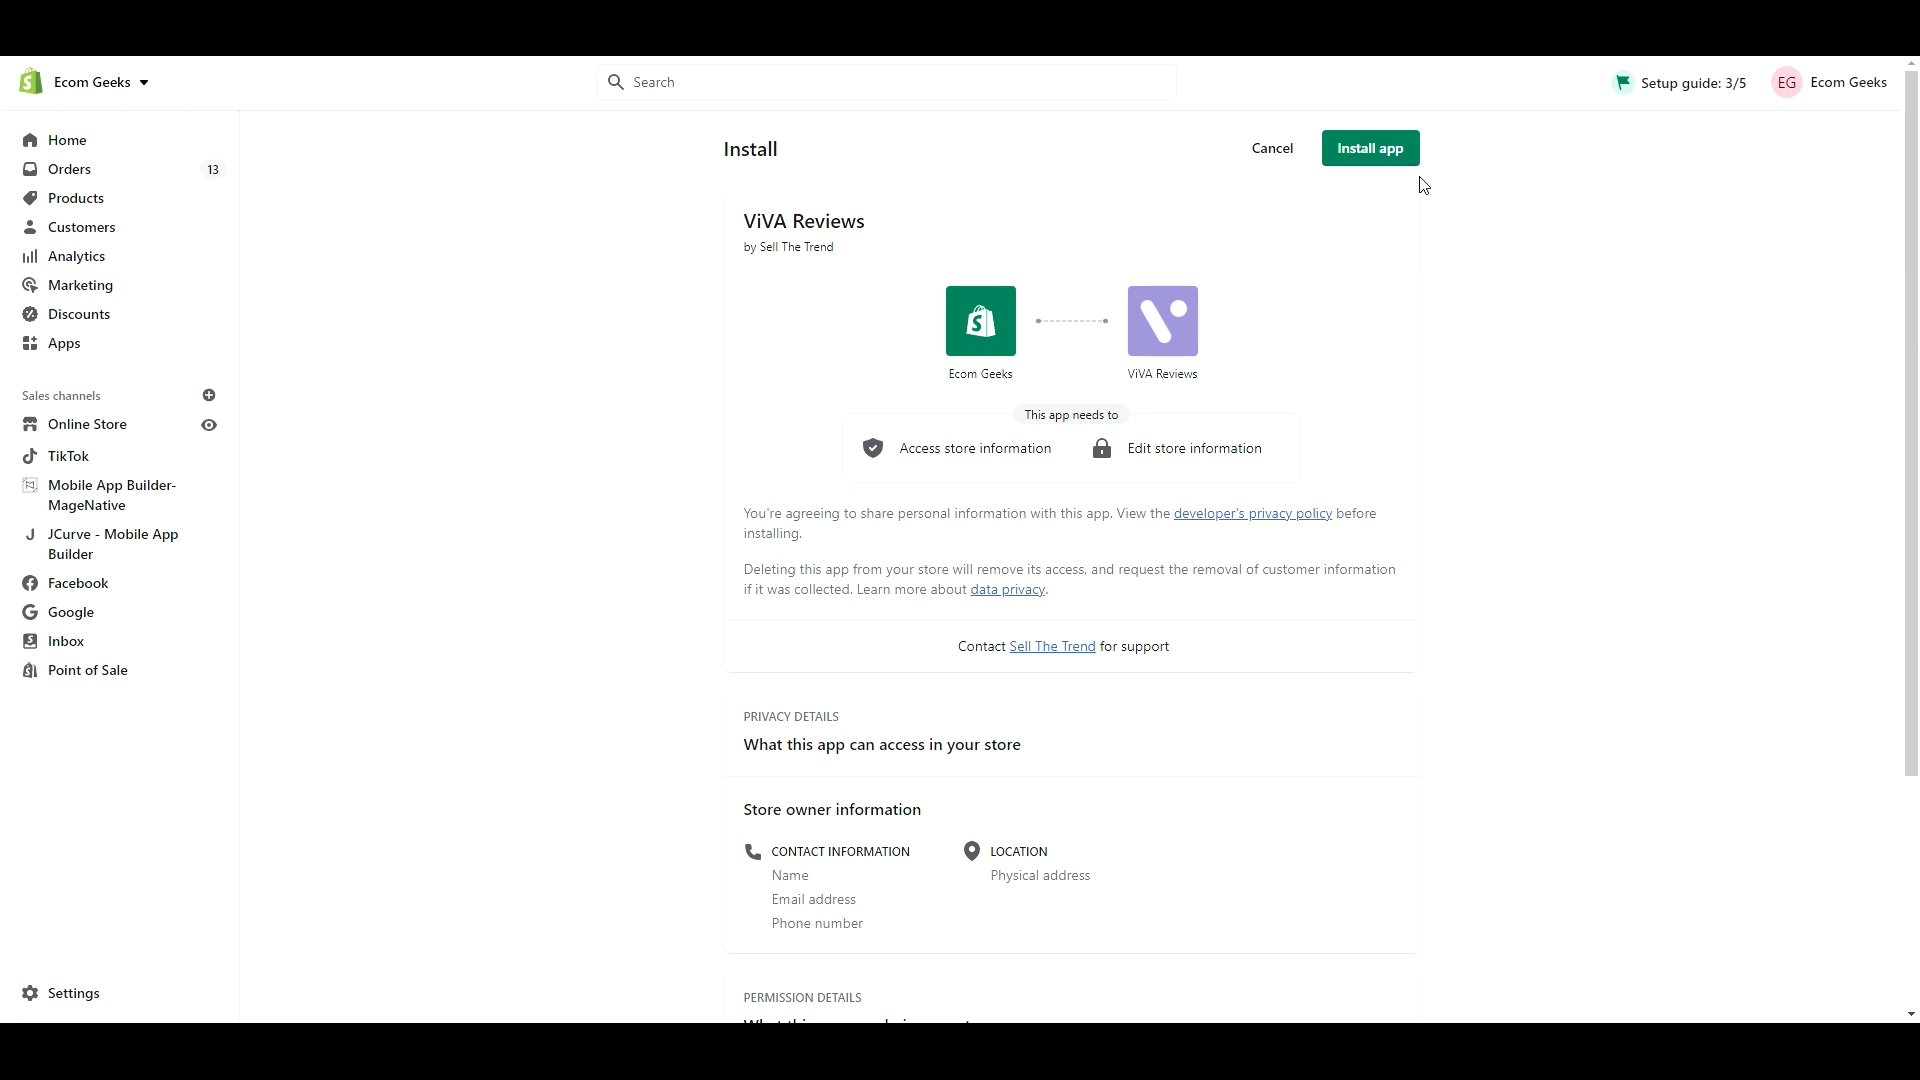 Ecom Geeks
Search
Setup guide: 3/5
EG
Ecom Geeks
Home
Orders
13
Products
Customers
Analytics
Marketing
Discounts
Apps
Sales channels
Online Store
TikTok
Mobile App Builder-
MageNative
JCurve - Mobile App
Builder
Facebook
Google
Inbox
Point of Sale
Settings
Install
Cancel
Install app
ViVA Reviews
by Sell The Trend
Ecom Geeks
ViVA Reviews
This app needs to
Access store information
Edit store information
You're agreeing to share personal information with this app. View the developer's privacy policy before
installing.
Deleting this app from your store will remove its access, and request the removal of customer information
if it was collected. Learn more about data privacy.
Contact Sell The Trend for support
PRIVACY DETAILS
What this app can access in your store
Store owner information
CONTACT INFORMATION
Name
Email address
Phone number
LOCATION
Physical address
PERMISSION DETAILS